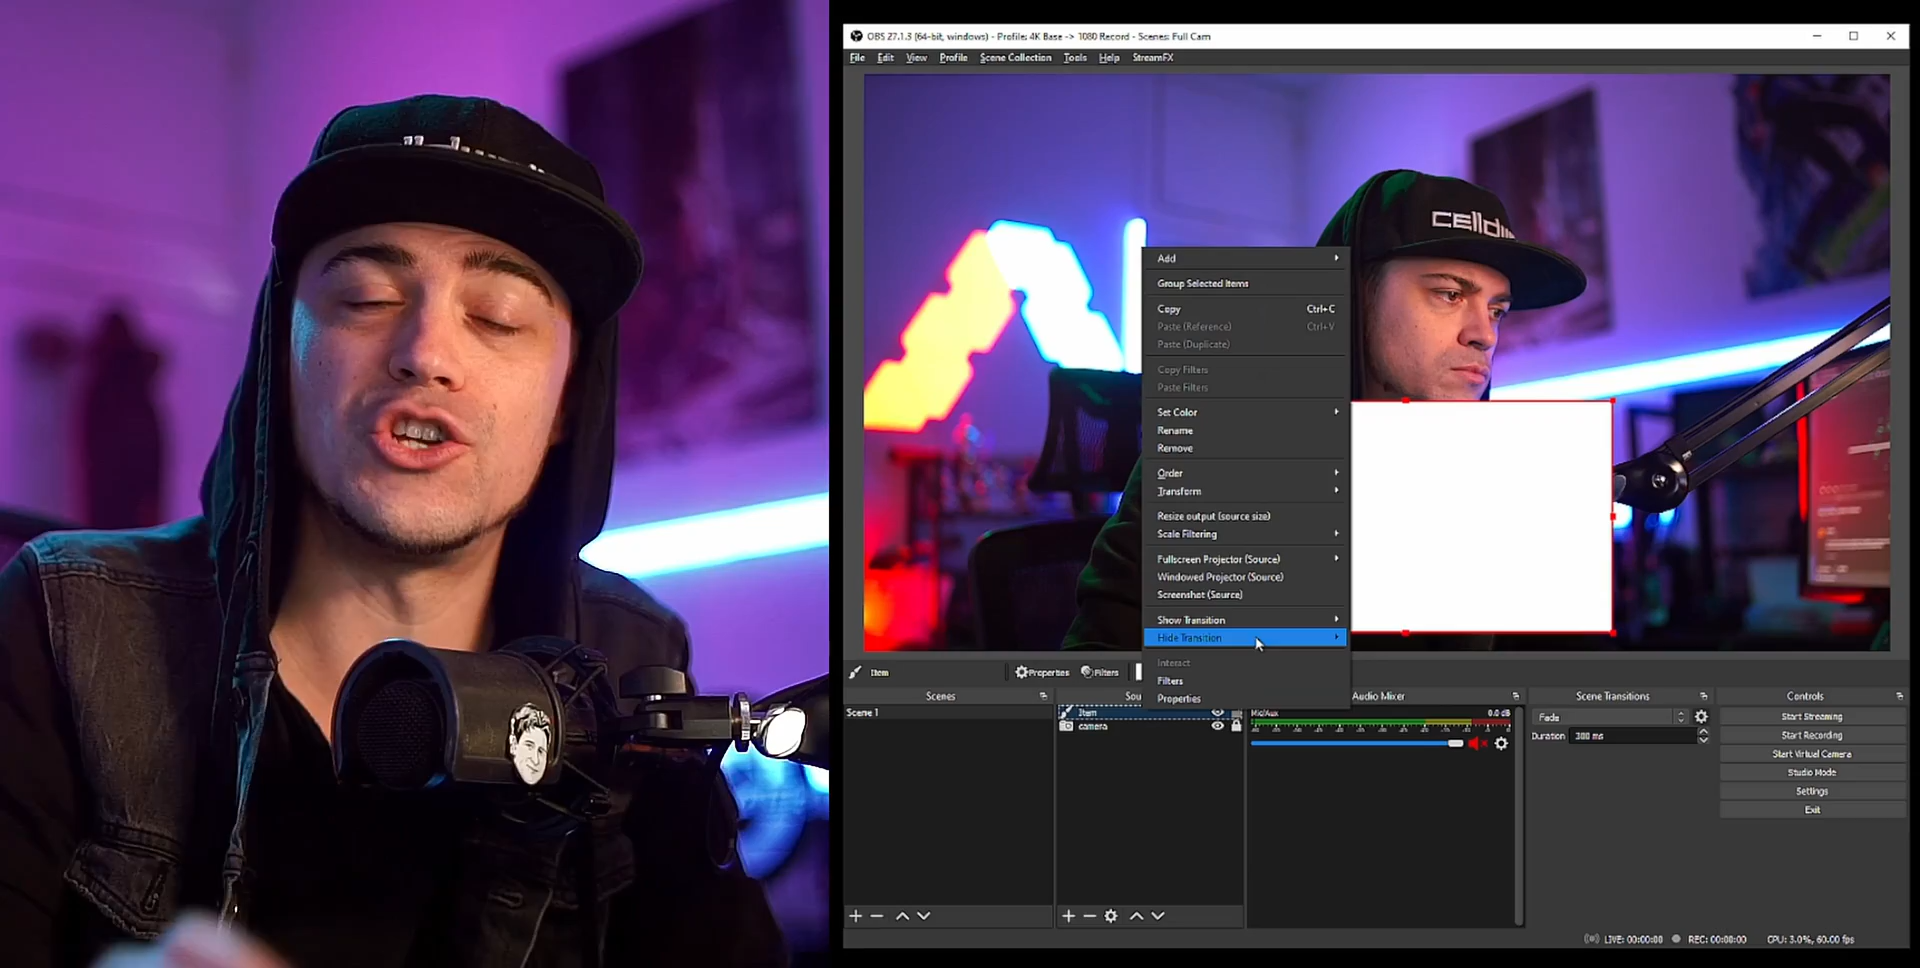 OBS 27.1.3 (64-bit, windows) - Profile: 4K Base -> 1080 Record - Scenes: Full Cam
File Edit View Profile Scene Collection Tools Help StreamFX
Add
Group Selected Items
Copy Ctrl+C
Paste (Reference) Ctrl+V
Paste (Duplicate)
Copy Filters
Paste Filters
Set Color
Rename
Remove
Order
Transform
Resize output (source size)
Scale Filtering
Fullscreen Projector (Source)
Windowed Projector (Source)
Screenshot (Source)
Show Transition
Hide Transition
Interact
Filters
Properties
Item Properties Filters
Scenes
Scene 1
Sou
Item
camera
Audio Mixer
Mic/Aux 0.0 dB
Scene Transitions
Fade
Duration 300 ms
Controls
Start Streaming
Start Recording
Start Virtual Camera
Studio Mode
Settings
Exit
LIVE: 00:00:00 REC: 00:00:00 CPU: 3.0%, 60.00 fps